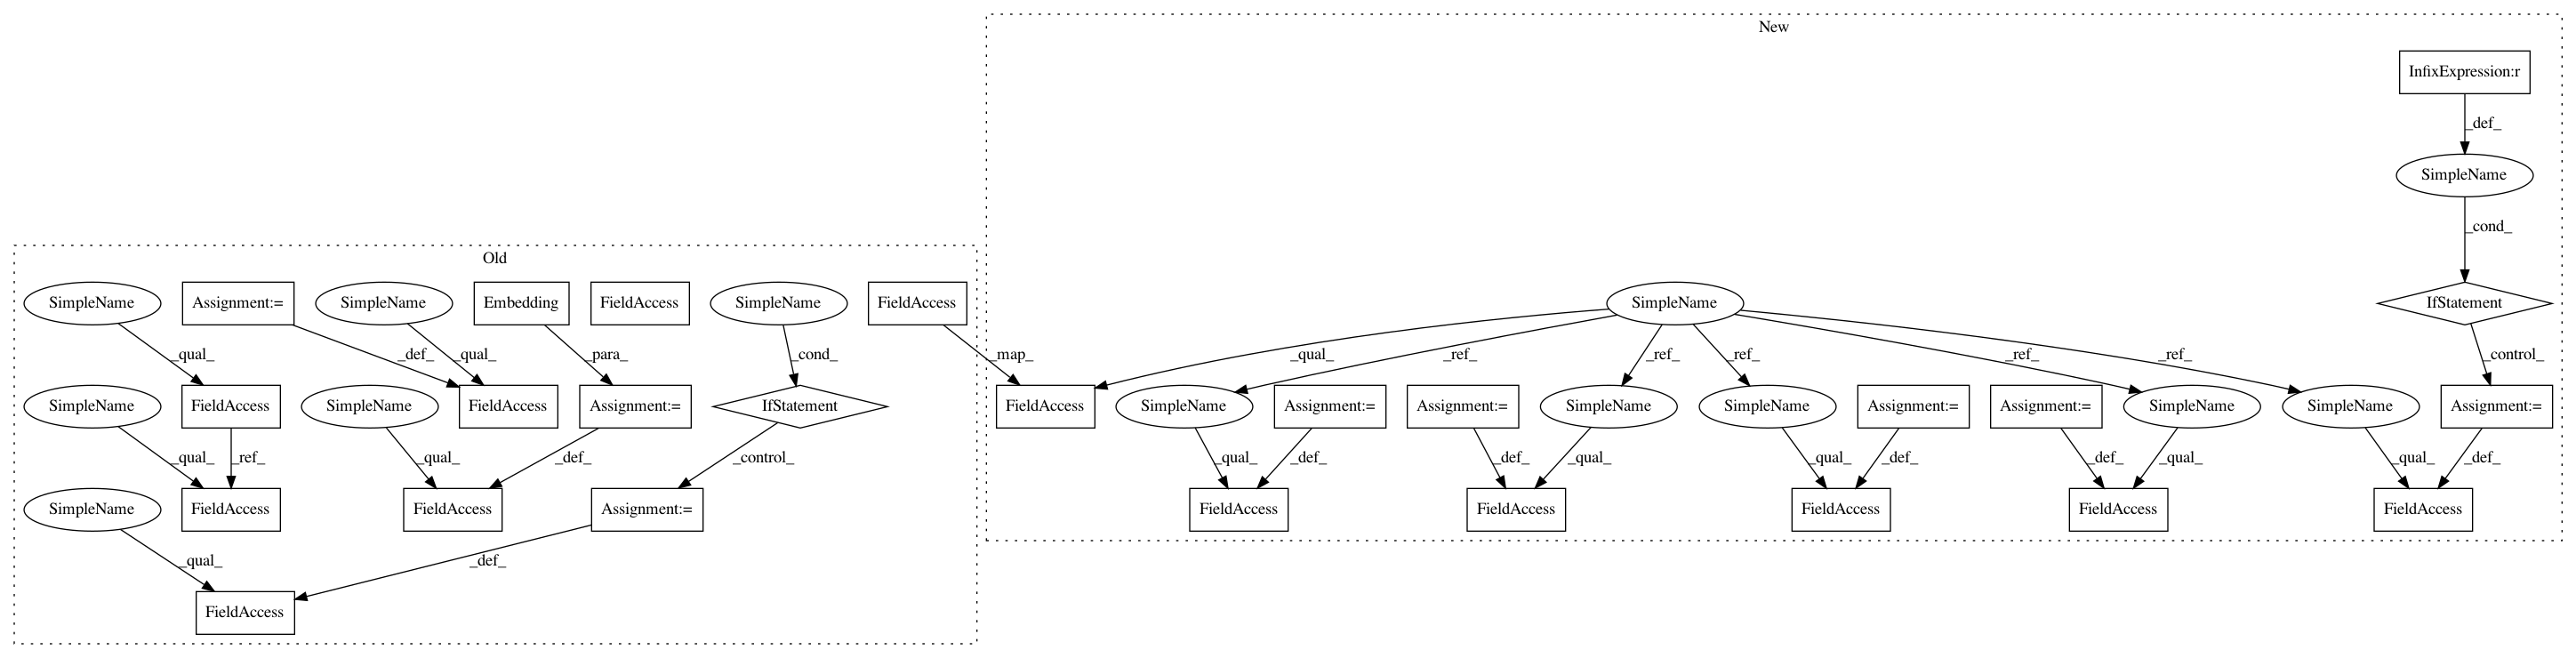 New
InfixExpression:r
_def_
SimpleName
_cond_
IfStatement
_control_
Assignment:=
_def_
FieldAccess
SimpleName
_qual_
_ref_
_ref_
_ref_
_ref_
_ref_
FieldAccess
SimpleName
Assignment:=
Assignment:=
SimpleName
SimpleName
Assignment:=
Assignment:=
SimpleName
SimpleName
_qual_
_def_
_def_
_qual_
_qual_
_def_
_def_
_qual_
_qual_
FieldAccess
FieldAccess
FieldAccess
FieldAccess
Old
SimpleName
Assignment:=
SimpleName
Embedding
FieldAccess
SimpleName
FieldAccess
_qual_
_def_
_qual_
_para_
_cond_
_map_
SimpleName
FieldAccess
SimpleName
FieldAccess
Assignment:=
IfStatement
_qual_
_ref_
_qual_
_def_
_control_
SimpleName
FieldAccess
FieldAccess
Assignment:=
_qual_
_def_
FieldAccess